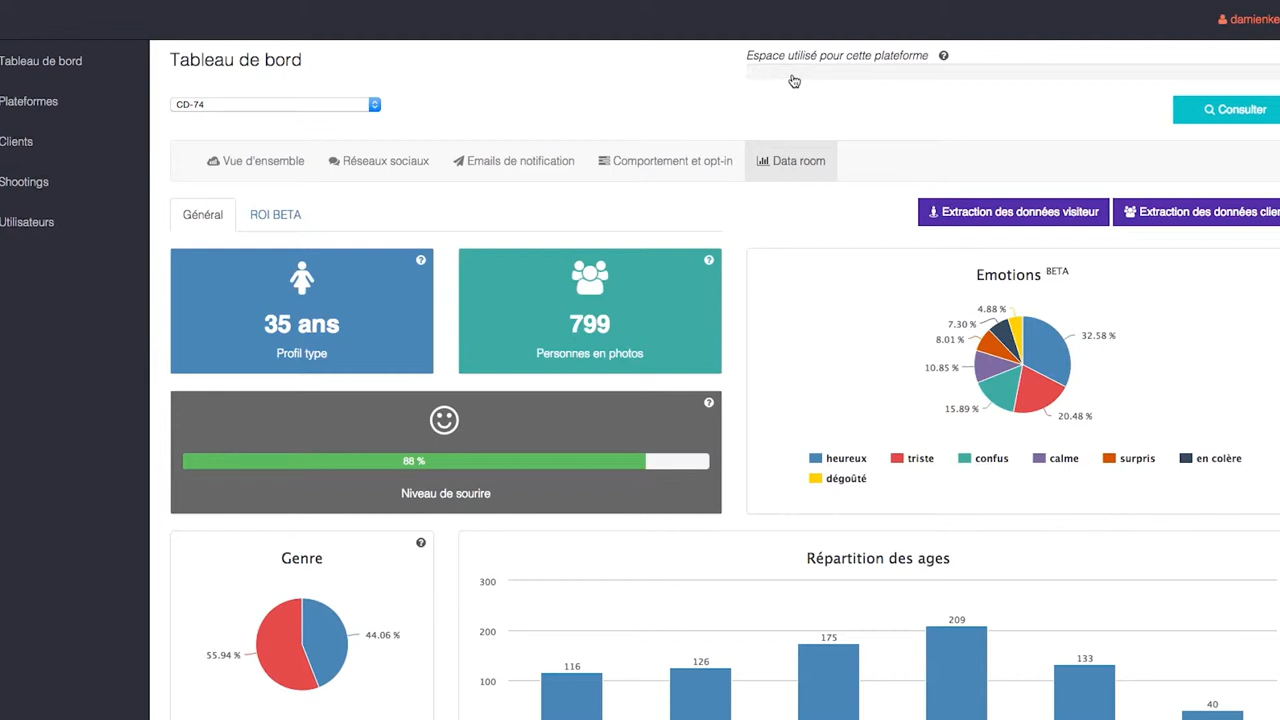 damienke
Tableau de bord
Plateformes
Clients
Shootings
Utilisateurs
Tableau de bord
Espace utilisé pour cette plateforme ?
CD-74
Consulter
Vue d'ensemble
Réseaux sociaux
Emails de notification
Comportement et opt-in
Data room
Général
ROI BETA
Extraction des données visiteur
Extraction des données clien
?
35 ans
Profil type
?
799
Personnes en photos
?
88 %
Niveau de sourire
Emotions BETA
4.88 %
7.30 %
8.01 %
10.85 %
15.89 %
32.58 %
20.48 %
heureux
triste
confus
calme
surpris
en colère
dégoûté
?
Genre
44.06 %
55.94 %
Répartition des ages
300
200
100
116
126
175
209
133
40